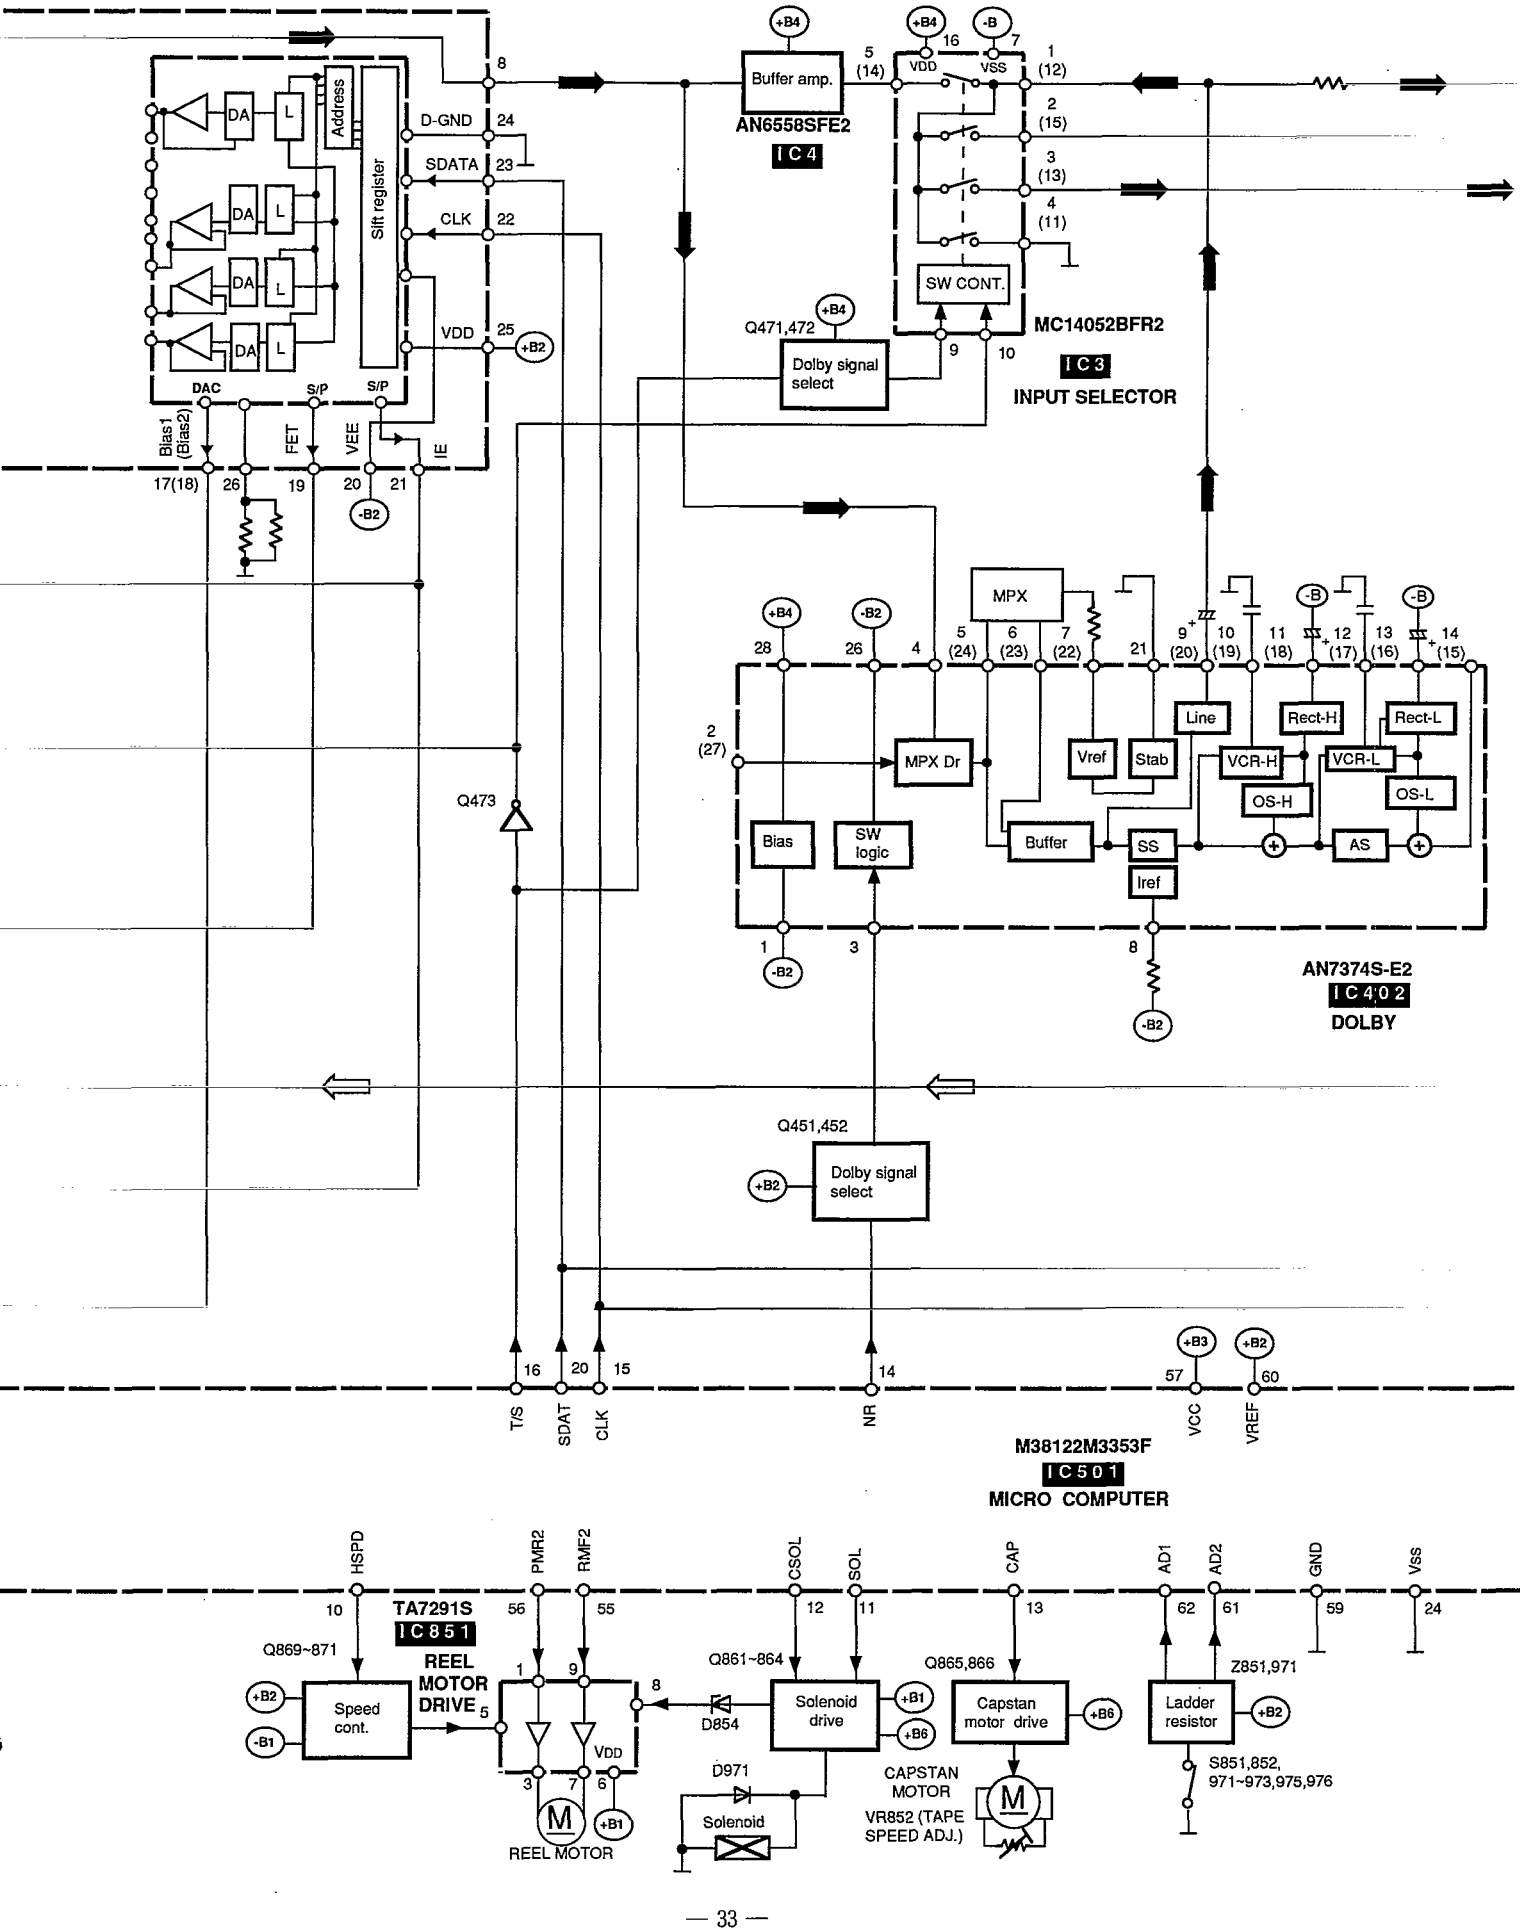 +B4
+B4
-B
8
5
(14)
16
VDD
7
VSS
1
(12)
Buffer amp.
AN6558SFE2
IC4
2
(15)
3
(13)
4
(11)
SW CONT.
MC14052BFR2
IC3
INPUT SELECTOR
9
10
Address
Sift register
DA
L
DA
L
DA
L
DA
L
D-GND
24
SDATA
23
CLK
22
VDD
25
+B2
+B4
Q471,472
Dolby signal
select
DAC
S/P
S/P
Bias1
(Bias2)
FET
VEE
IE
17(18)
26
19
20
21
-B2
MPX
+B4
-B2
-B
-B
28
26
4
5
(24)
6
(23)
7
(22)
21
9
(20)
+
10
(19)
11
(18)
+
12
(17)
13
(16)
+
14
(15)
2
(27)
MPX Dr
Vref
Stab
Line
Rect-H
Rect-L
VCR-H
VCR-L
OS-H
OS-L
Bias
SW
logic
Buffer
SS
+
AS
+
Iref
1
3
8
-B2
-B2
AN7374S-E2
IC402
DOLBY
Q473
Q451,452
Dolby signal
select
+B2
16
20
15
14
+B3
+B2
57
60
T/S
SDAT
CLK
NR
VCC
VREF
M38122M3353F
IC501
MICRO COMPUTER
HSPD
PMR2
RMF2
CSOL
SOL
CAP
AD1
AD2
GND
Vss
10
56
55
12
11
13
62
61
59
24
TA7291S
IC851
REEL
MOTOR
DRIVE
Q869~871
Speed
cont.
+B2
-B1
5
1
9
8
VDD
3
7
6
+B1
M
REEL MOTOR
Q861~864
Solenoid
drive
+B1
+B6
D854
D971
Solenoid
Q865,866
Capstan
motor drive
+B6
CAPSTAN
MOTOR
M
VR852 (TAPE
SPEED ADJ.)
Z851,971
Ladder
resistor
+B2
S851,852,
971~973,975,976
— 33 —